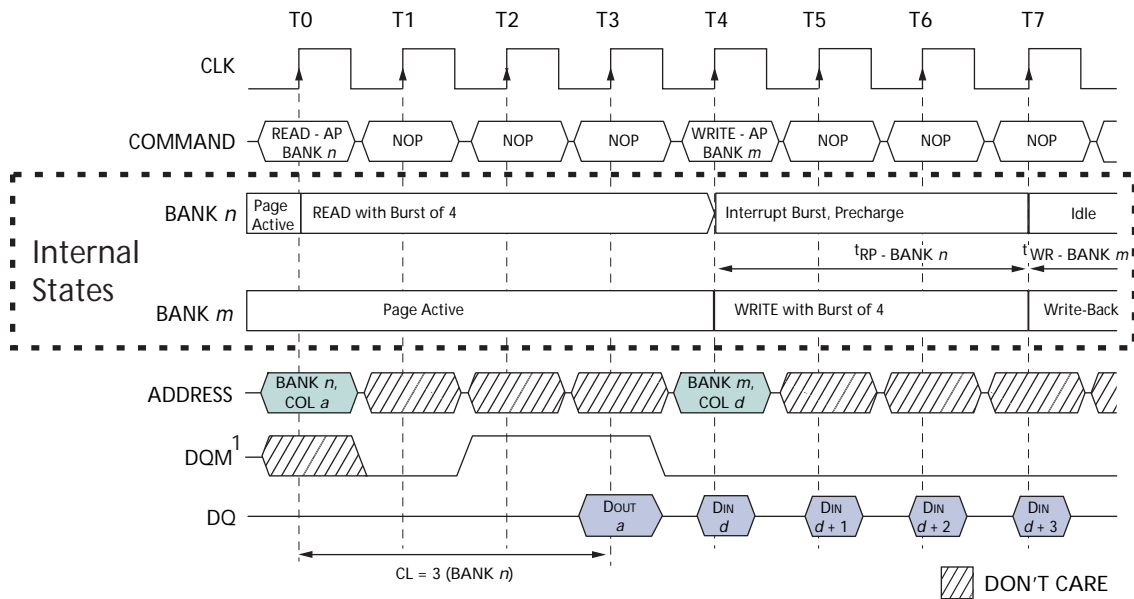 T0 T1 T2 T3 T4 T5 T6 T7
CLK
COMMAND
READ - AP
BANK n
NOP
NOP
NOP
WRITE - AP
BANK m
NOP
NOP
NOP
Internal
States
BANK n
Page
Active
READ with Burst of 4
Interrupt Burst, Precharge
Idle
tRP - BANK n
tWR - BANK m
BANK m
Page Active
WRITE with Burst of 4
Write-Back
ADDRESS
BANK n,
COL a
BANK m,
COL d
DQM1
DQ
DOUT
a
DIN
d
DIN
d + 1
DIN
d + 2
DIN
d + 3
CL = 3 (BANK n)
DON'T CARE